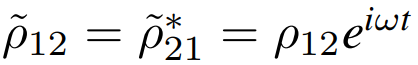 ρ̃₁₂ = ρ̃*₂₁ = ρ₁₂e^{iωt}